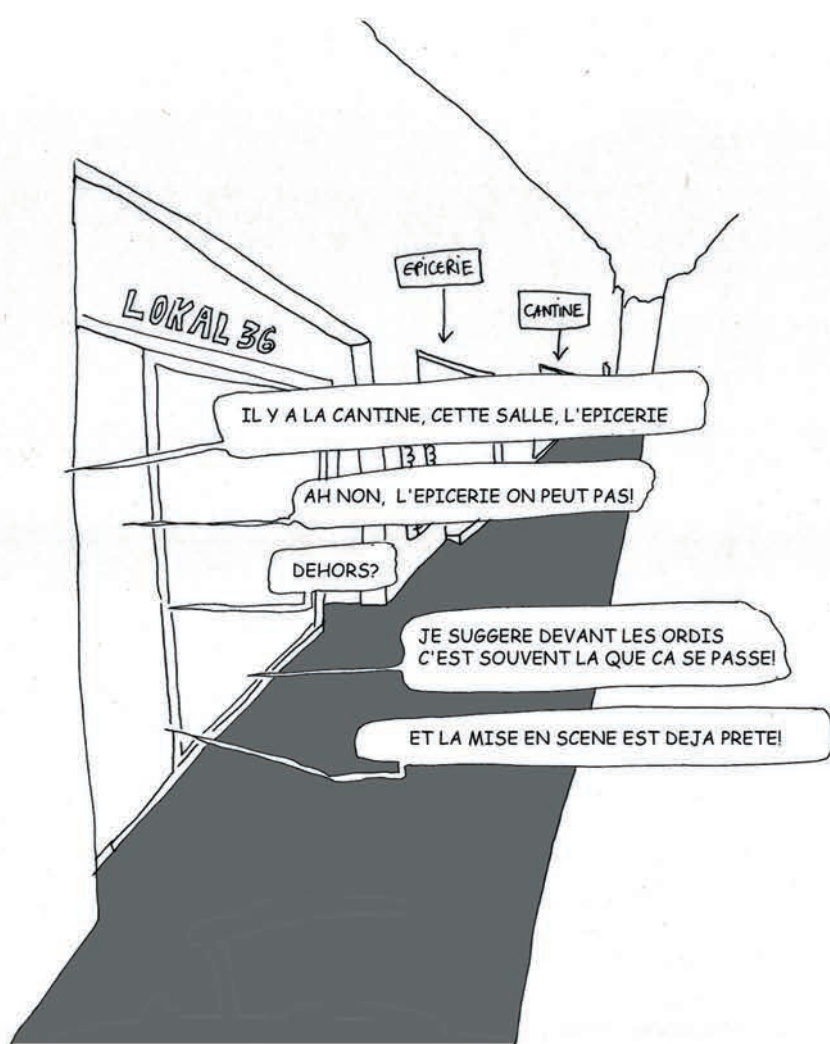 EPICERIE
CANTINE
LOKAL 36
IL Y A LA CANTINE, CETTE SALLE, L'EPICERIE
AH NON, L'EPICERIE ON PEUT PAS!
DEHORS?
JE SUGGERE DEVANT LES ORDIS
C'EST SOUVENT LA QUE CA SE PASSE!
ET LA MISE EN SCENE EST DEJA PRETE!